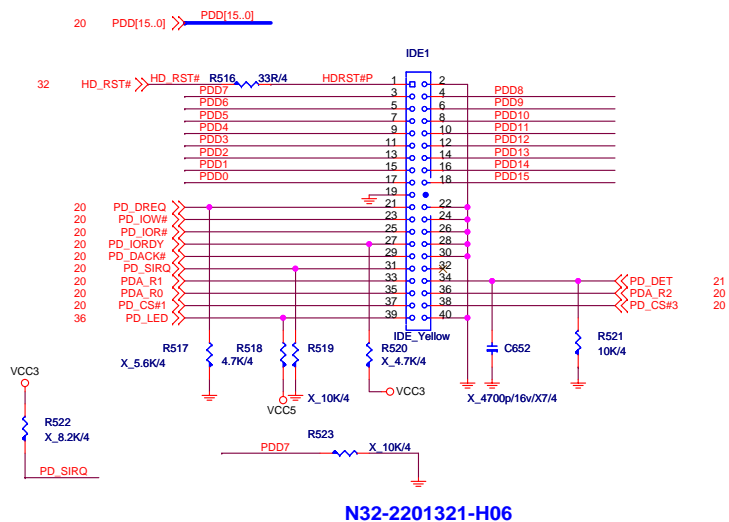 20 PDD[15..0] PDD[15..0]
IDE1
32 HD_RST# HD_RST# R516 33R/4 HDRST#P 1 2
PDD7 3 4 PDD8
PDD6 5 6 PDD9
PDD5 7 8 PDD10
PDD4 9 10 PDD11
PDD3 11 12 PDD12
PDD2 13 14 PDD13
PDD1 15 16 PDD14
PDD0 17 18 PDD15
19
20 PD_DREQ 21 22
20 PD_IOW# 23 24
20 PD_IOR# 25 26
20 PD_IORDY 27 28
20 PD_DACK# 29 30
20 PD_SIRQ 31 32
20 PDA_R1 33 34 PD_DET 21
20 PDA_R0 35 36 PDA_R2 20
20 PD_CS#1 37 38 PD_CS#3 20
36 PD_LED 39 40
IDE_Yellow
R517 R518 R519 R520 C652 R521
X_5.6K/4 4.7K/4 X_4.7K/4 10K/4
VCC3
X_10K/4 VCC3 X_4700p/16v/X7/4
VCC5
R522
X_8.2K/4
R523
PDD7 X_10K/4
PD_SIRQ
N32-2201321-H06